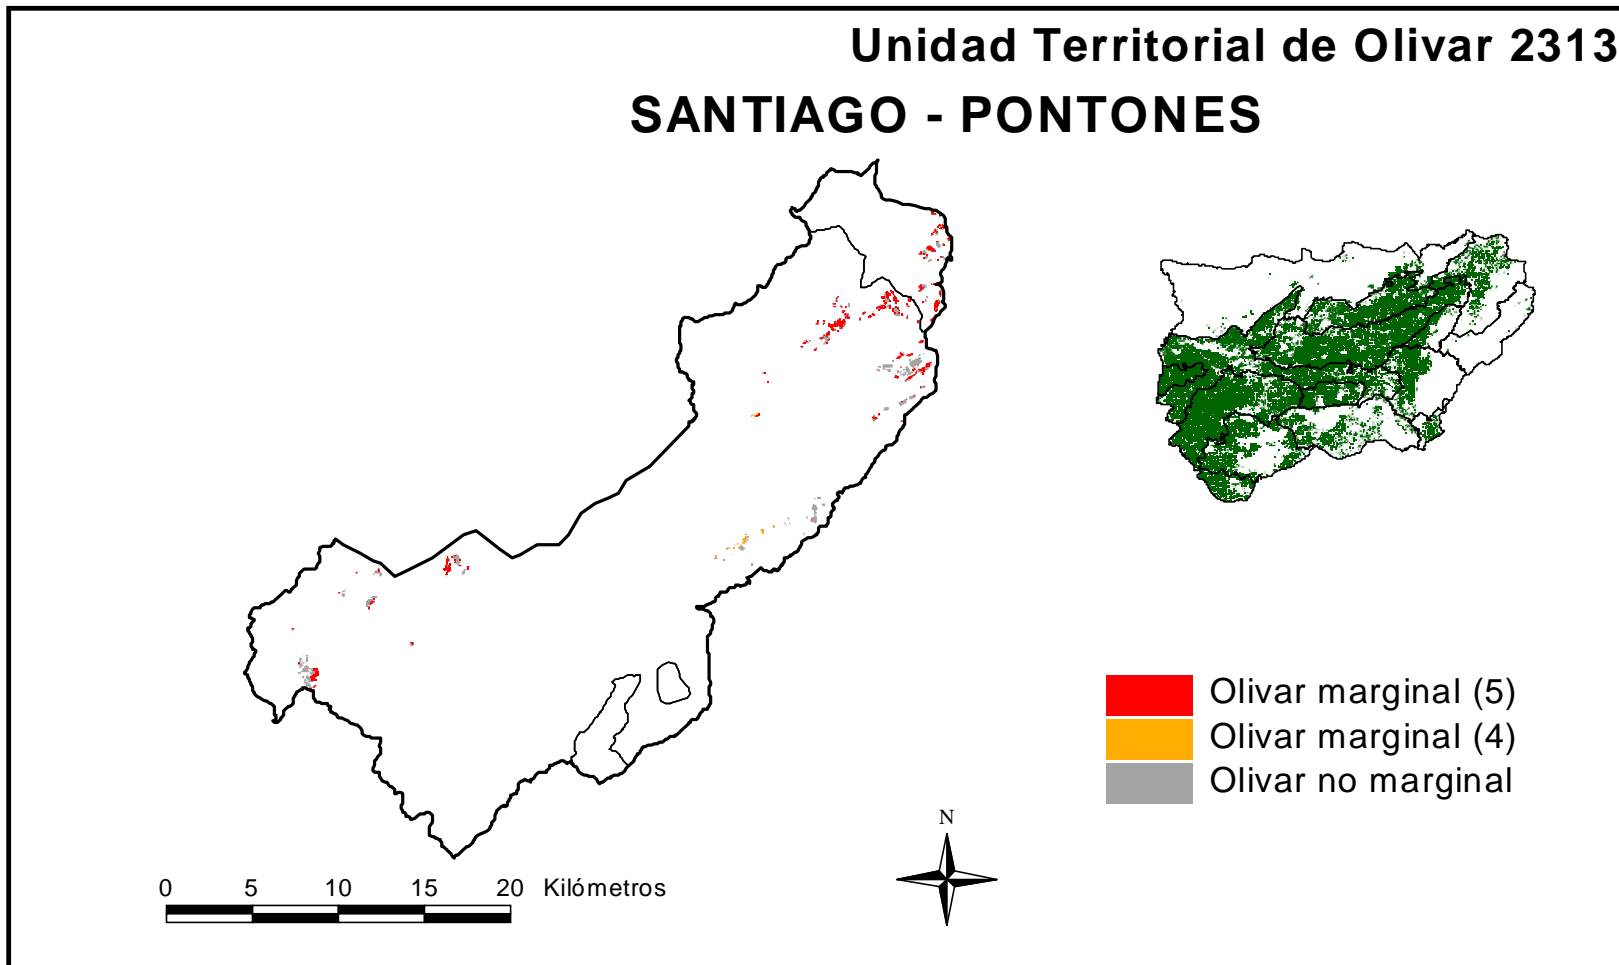 Unidad Territorial de Olivar 2313
SANTIAGO - PONTONES
Olivar marginal (5)
Olivar marginal (4)
Olivar no marginal
N
0 5 10 15 20 Kilómetros